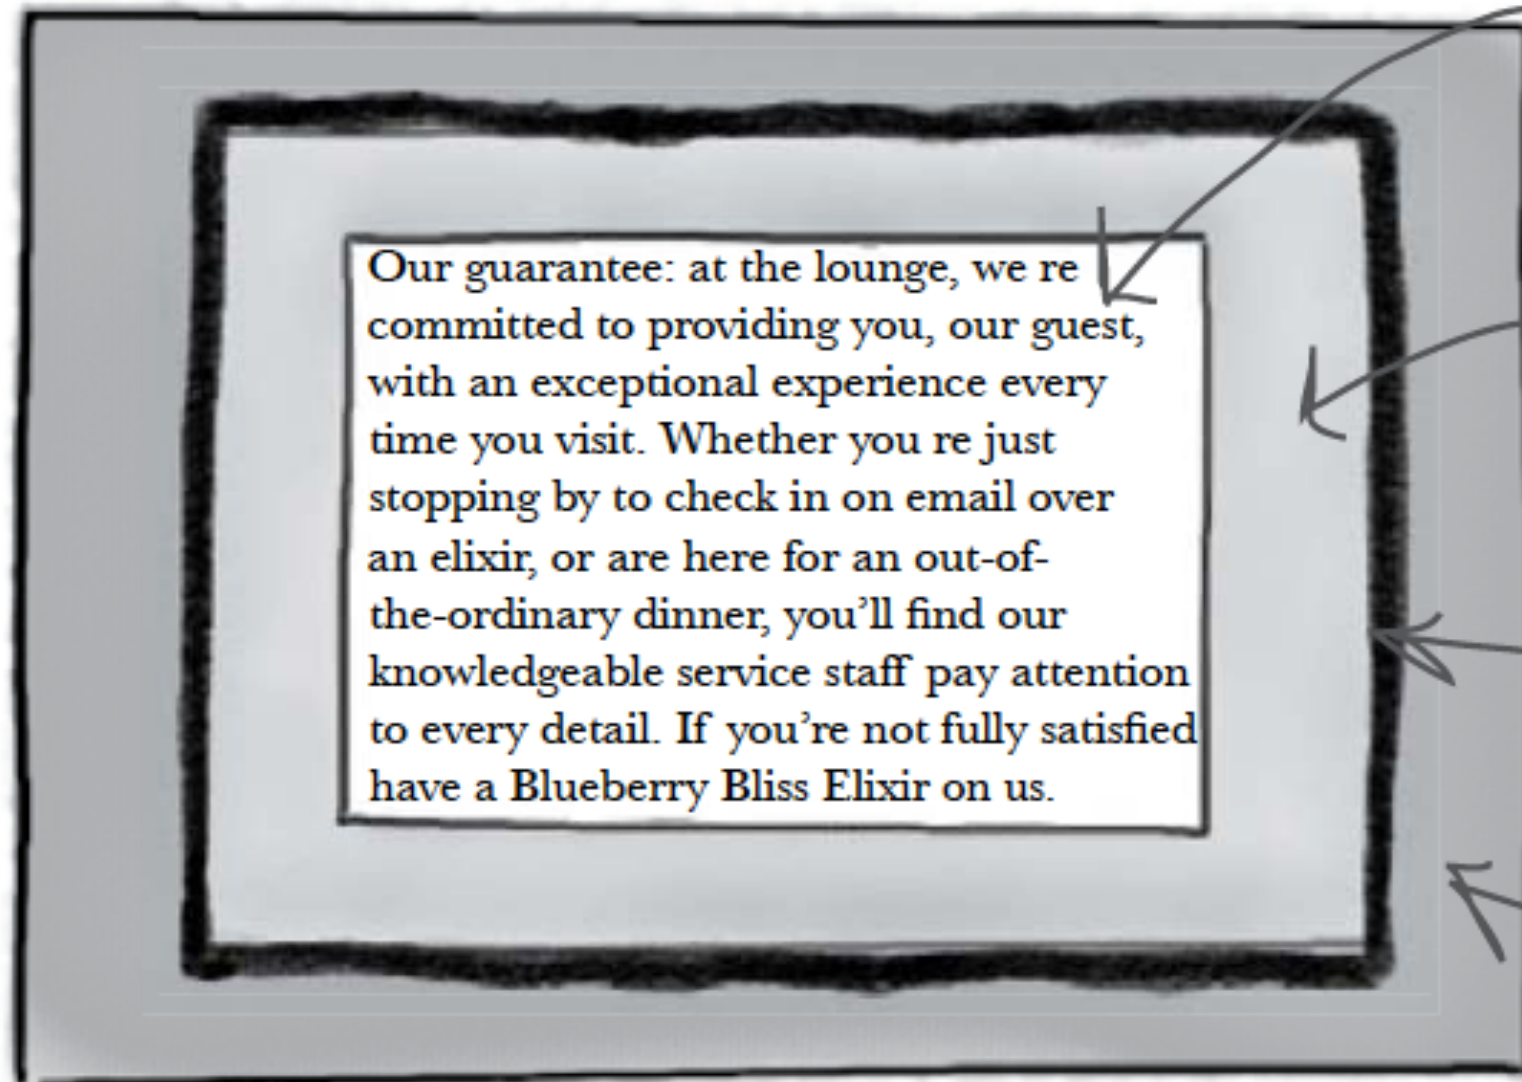 Our guarantee: at the lounge, we re
committed to providing you, our guest,
with an exceptional experience every
time you visit. Whether you re just
stopping by to check in on email over
an elixir, or are here for an out-of-
the-ordinary dinner, you’ll find our
knowledgeable service staff pay attention
to every detail. If you’re not fully satisfied
have a Blueberry Bliss Elixir on us.